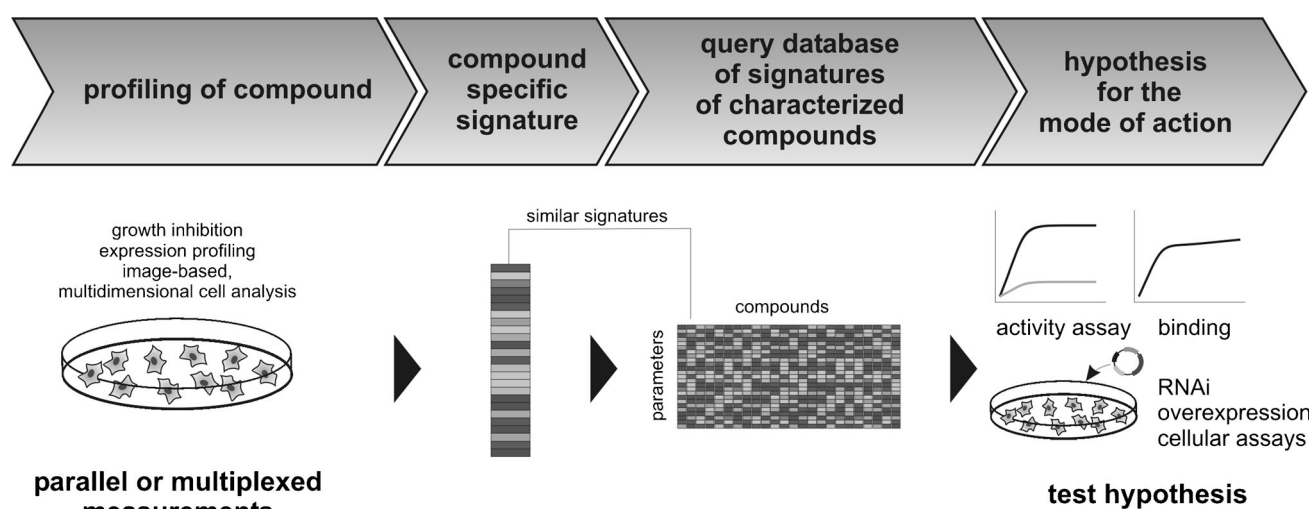 profiling of compound
compound
specific
signature
query database
of signatures
of characterized
compounds
hypothesis
for the
mode of action
growth inhibition
expression profiling
image-based,
multidimensional cell analysis
parallel or multiplexed
measurements
similar signatures
compounds
parameters
activity assay
binding
RNAi
overexpression
cellular assays
test hypothesis